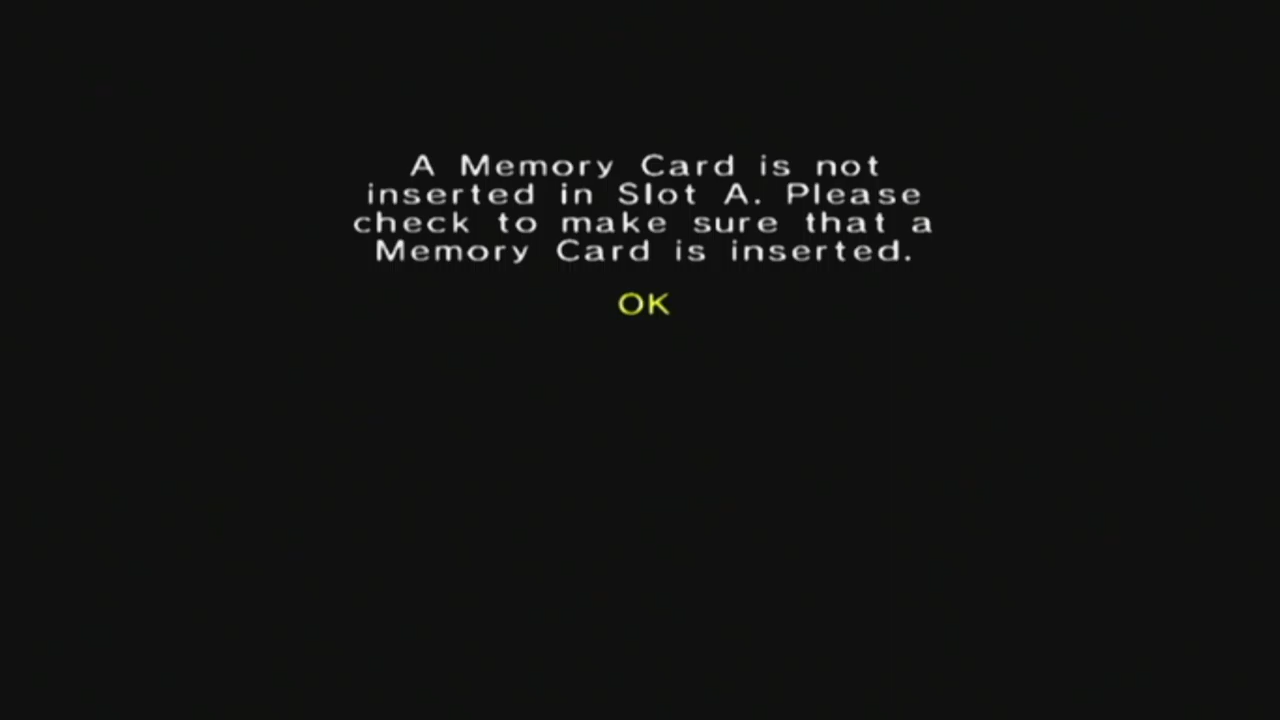 A Memory Card is not
inserted in Slot A. Please
check to make sure that a
Memory Card is inserted.
OK